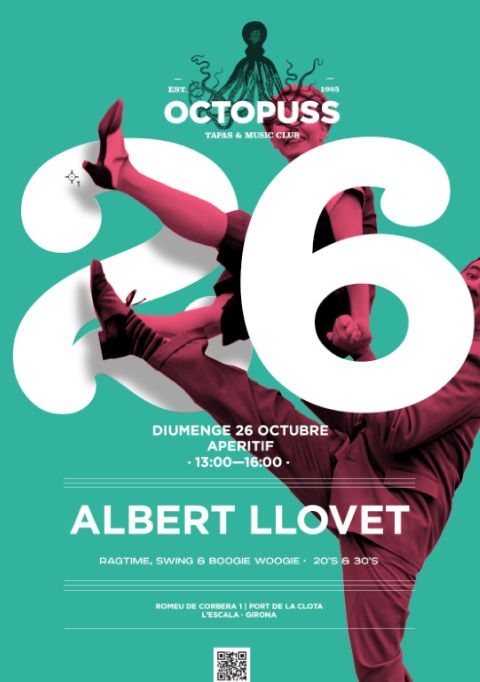 EST. 1995
OCTOPUSS
TAPAS & MUSIC CLUB
26
DIUMENGE 26 OCTUBRE
APERITIF
· 13:00—16:00 ·
ALBERT LLOVET
RAGTIME, SWING & BOOGIE WOOGIE · 20'S & 30'S
ROMEU DE CORBERA 1 | PORT DE LA CLOTA
L'ESCALA - GIRONA